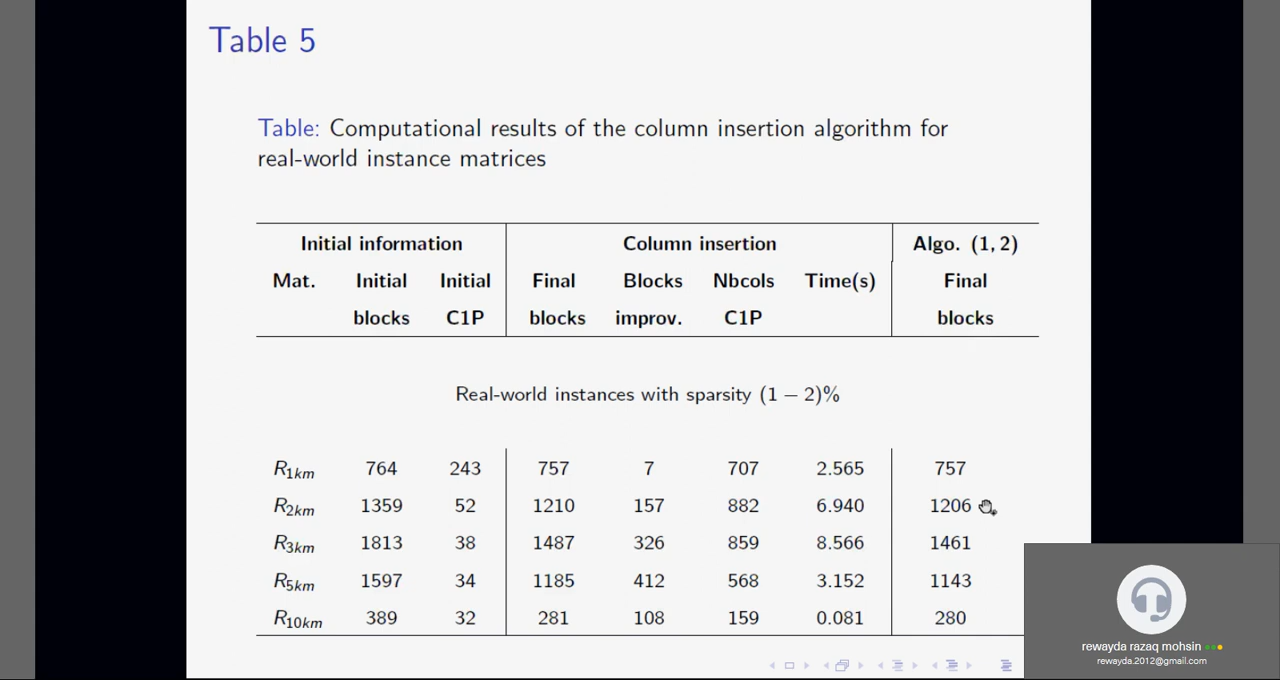 Table 5
Table: Computational results of the column insertion algorithm for
real-world instance matrices
Initial information Column insertion Algo. (1, 2)
Mat. Initial Initial Final Blocks Nbcols Time(s) Final
blocks C1P blocks improv. C1P blocks
Real-world instances with sparsity (1 − 2)%
R1km 764 243 757 7 707 2.565 757
R2km 1359 52 1210 157 882 6.940 1206
R3km 1813 38 1487 326 859 8.566 1461
R5km 1597 34 1185 412 568 3.152 1143
R10km 389 32 281 108 159 0.081 280
rewayda razaq mohsin
rewayda.2012@gmail.com